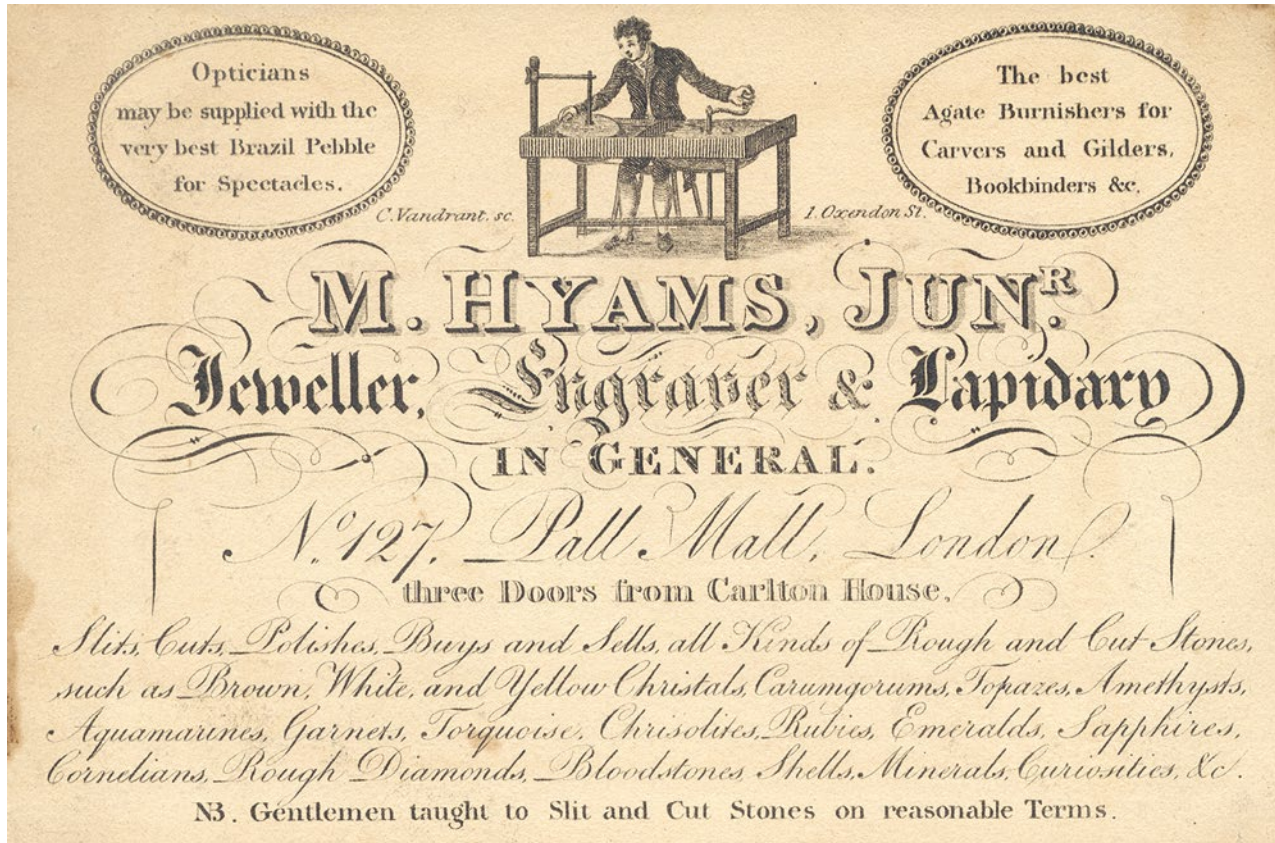 Opticians
may be supplied with the
very best Brazil Pebble
for Spectacles.
The best
Agate Burnishers for
Carvers and Gilders,
Bookbinders &c.
C. Vandrant. sc.
1. Oxendon St.
M. HYAMS, JUNR.
Jeweller, Engraver & Lapidary
IN GENERAL.
No. 127, Pall Mall, London.
three Doors from Carlton House,
Slits, Cuts, Polishes, Buys and Sells, all Kinds of Rough and Cut Stones,
such as Brown, White, and Yellow Christals, Carumgorums, Topazes, Amethysts,
Aquamarines, Garnets, Torquoise, Chrisolites, Rubies, Emeralds, Sapphires,
Cornelians, Rough Diamonds, Bloodstones, Shells, Minerals, Curiosities, &c.
NB. Gentlemen taught to Slit and Cut Stones on reasonable Terms.